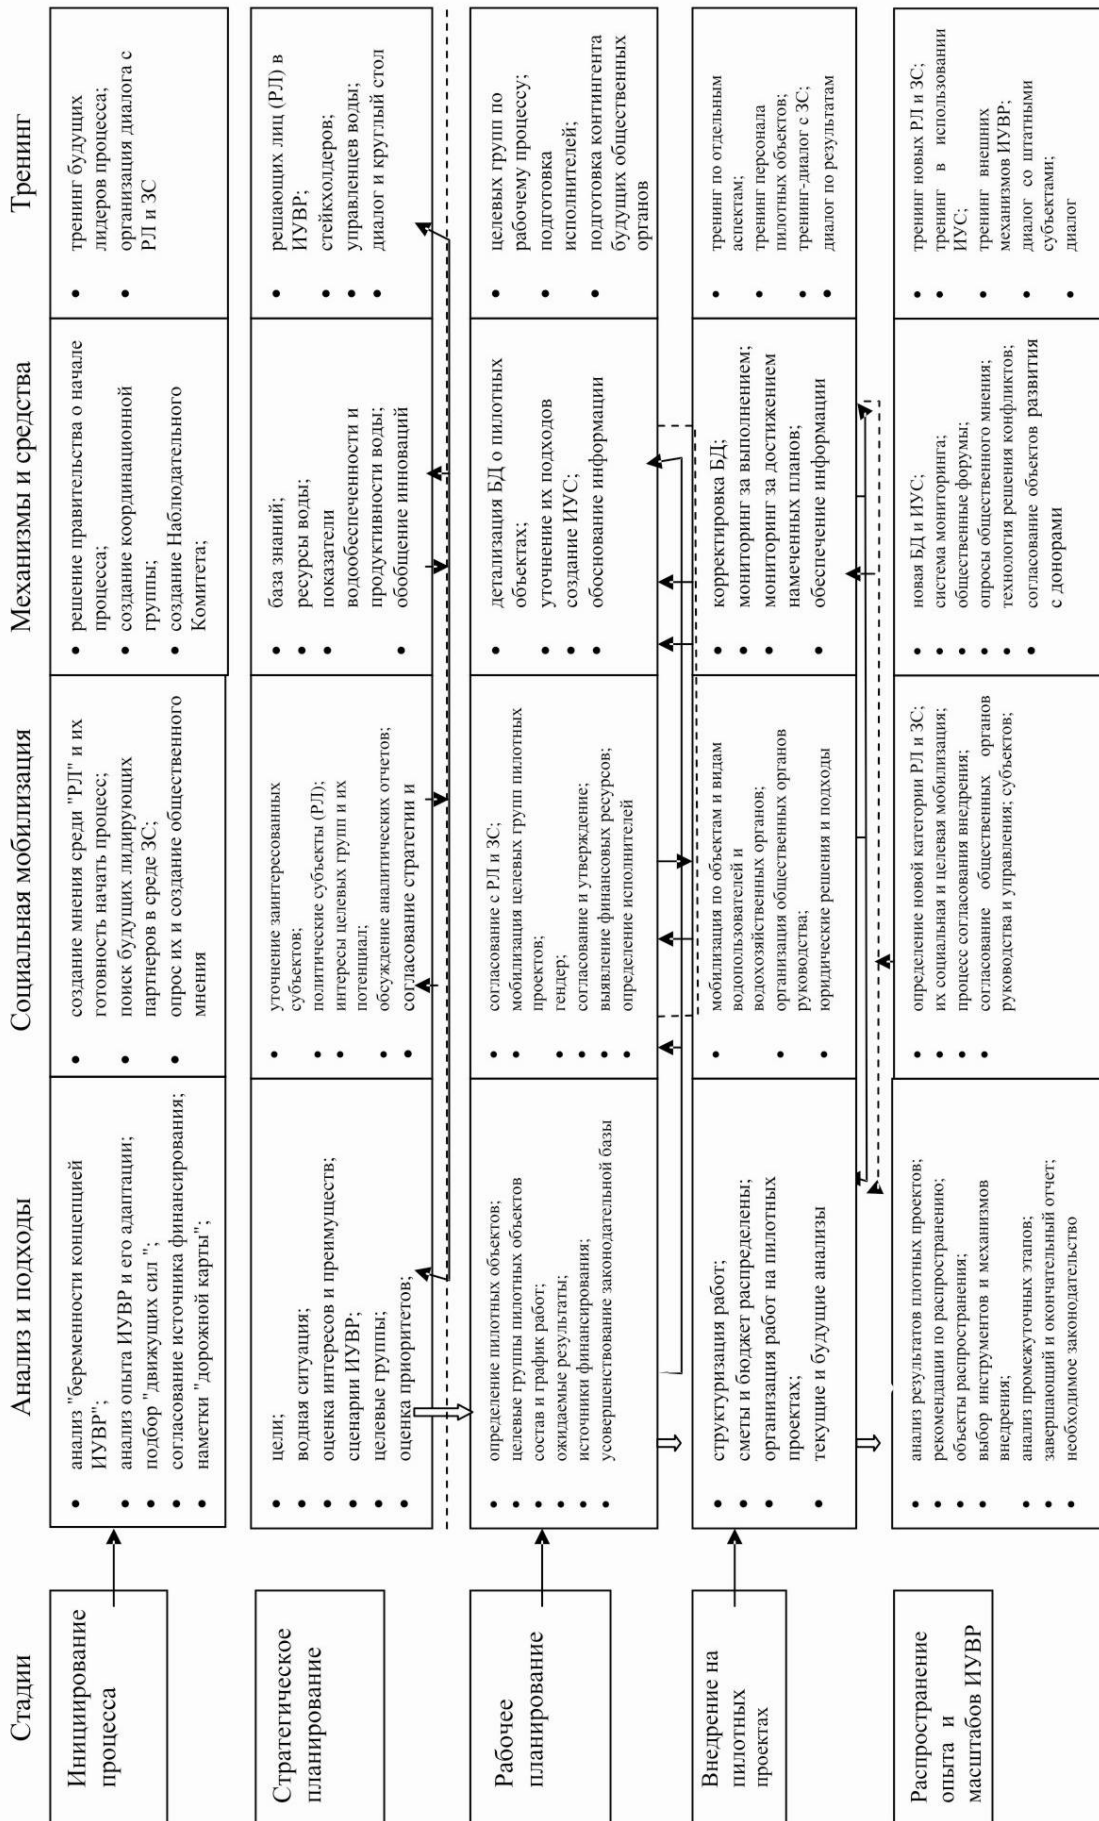 Стадии
Анализ и подходы
Социальная мобилизация
Механизмы и средства
Тренинг
Инициирование
процесса
анализ "беременности концепцией
ИУВР";
анализ опыта ИУВР и его адаптации;
подбор "движущих сил ";
согласование источника финансирования;
наметки "дорожной карты";
создание мнения среди "РЛ" и их
готовность начать процесс;
поиск будущих лидирующих
партнеров в среде ЗС;
опрос их и создание общественного
мнения
решение правительства о начале
процесса;
создание координационной
группы;
создание Наблюдательного
Комитета;
тренинг будущих
лидеров процесса;
организация диалога с
РЛ и ЗС
Стратегическое
планирование
цели;
водная ситуация;
оценка интересов и преимуществ;
сценарии ИУВР;
целевые группы;
оценка приоритетов;
уточнение заинтересованных
субъектов;
политические субъекты (РЛ);
интересы целевых групп и их
потенциал;
обсуждение аналитических отчетов;
согласование стратегии и
база знаний;
ресурсы воды;
показатели
водообеспеченности и
продуктивности воды;
обобщение инноваций
решающих лиц (РЛ) в
ИУВР;
стейкхолдеров;
управленцев воды;
диалог и круглый стол
Рабочее
планирование
определение пилотных объектов;
целевые группы пилотных объектов
состав и график работ;
ожидаемые результаты;
источники финансирования;
усовершенствование законодательной базы
согласование с РЛ и ЗС;
мобилизация целевых групп пилотных
проектов;
гендер;
согласование и утверждение;
выявление финансовых ресурсов;
определение исполнителей
детализация БД о пилотных
объектах;
уточнение их подходов
создание ИУС;
обоснование информации
целевых групп по
рабочему процессу;
подготовка
исполнителей;
подготовка контингента
будущих общественных
органов
Внедрение на
пилотных
проектах
структуризация работ;
сметы и бюджет распределены;
организация работ на пилотных
проектах;
текущие и будущие анализы
мобилизация по объектам и видам
водопользователей и
водохозяйственных органов;
организация общественных органов
руководства;
юридические решения и подходы
корректировка БД;
мониторинг за выполнением;
мониторинг за достижением
намеченных планов;
обеспечение информации
тренинг по отдельным
аспектам;
тренинг персонала
пилотных объектов;
тренинг-диалог с ЗС;
диалог по результатам
Распространение
опыта и
масштабов ИУВР
анализ результатов плотных проектов;
рекомендации по распространению;
объекты распространения;
выбор инструментов и механизмов
внедрения;
анализ промежуточных этапов;
завершающий и окончательный отчет;
необходимое законодательство
определение новой категории РЛ и ЗС;
их социальная и целевая мобилизация;
процесс согласования внедрения;
согласование общественных органов
руководства и управления; субъектов;
новая БД и ИУС;
система мониторинга;
общественные форумы;
опросы общественного мнения;
технология решения конфликтов;
согласование объектов развития
с донорами
тренинг новых РЛ и ЗС;
тренинг в использовании
ИУС;
тренинг внешних
механизмов ИУВР;
диалог со штатными
субъектами;
диалог